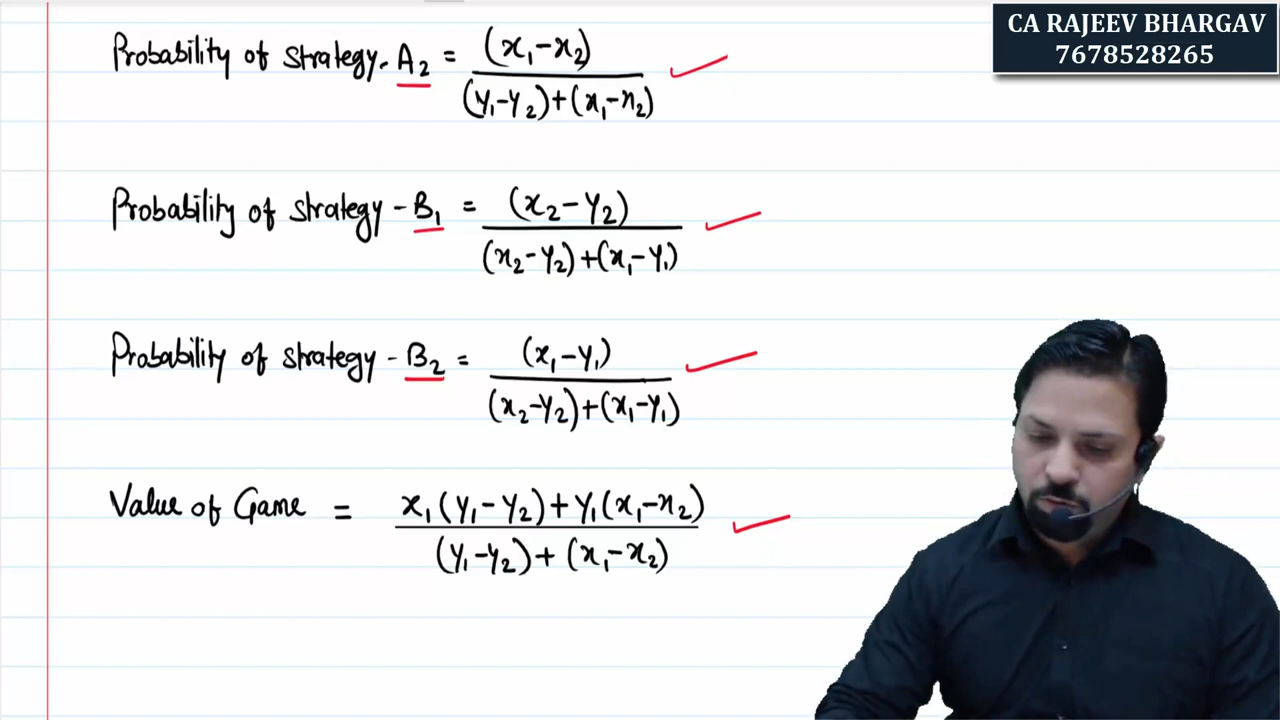 CA RAJEEV BHARGAV
7678528265
Probability of strategy - A₂ = (x₁-x₂) / (y₁-y₂)+(x₁-x₂)
Probability of strategy - B₁ = (x₂-y₂) / (x₂-y₂)+(x₁-y₁)
Probability of strategy - B₂ = (x₁-y₁) / (x₂-y₂)+(x₁-y₁)
Value of Game = x₁(y₁-y₂)+y₁(x₁-x₂) / (y₁-y₂)+(x₁-x₂)